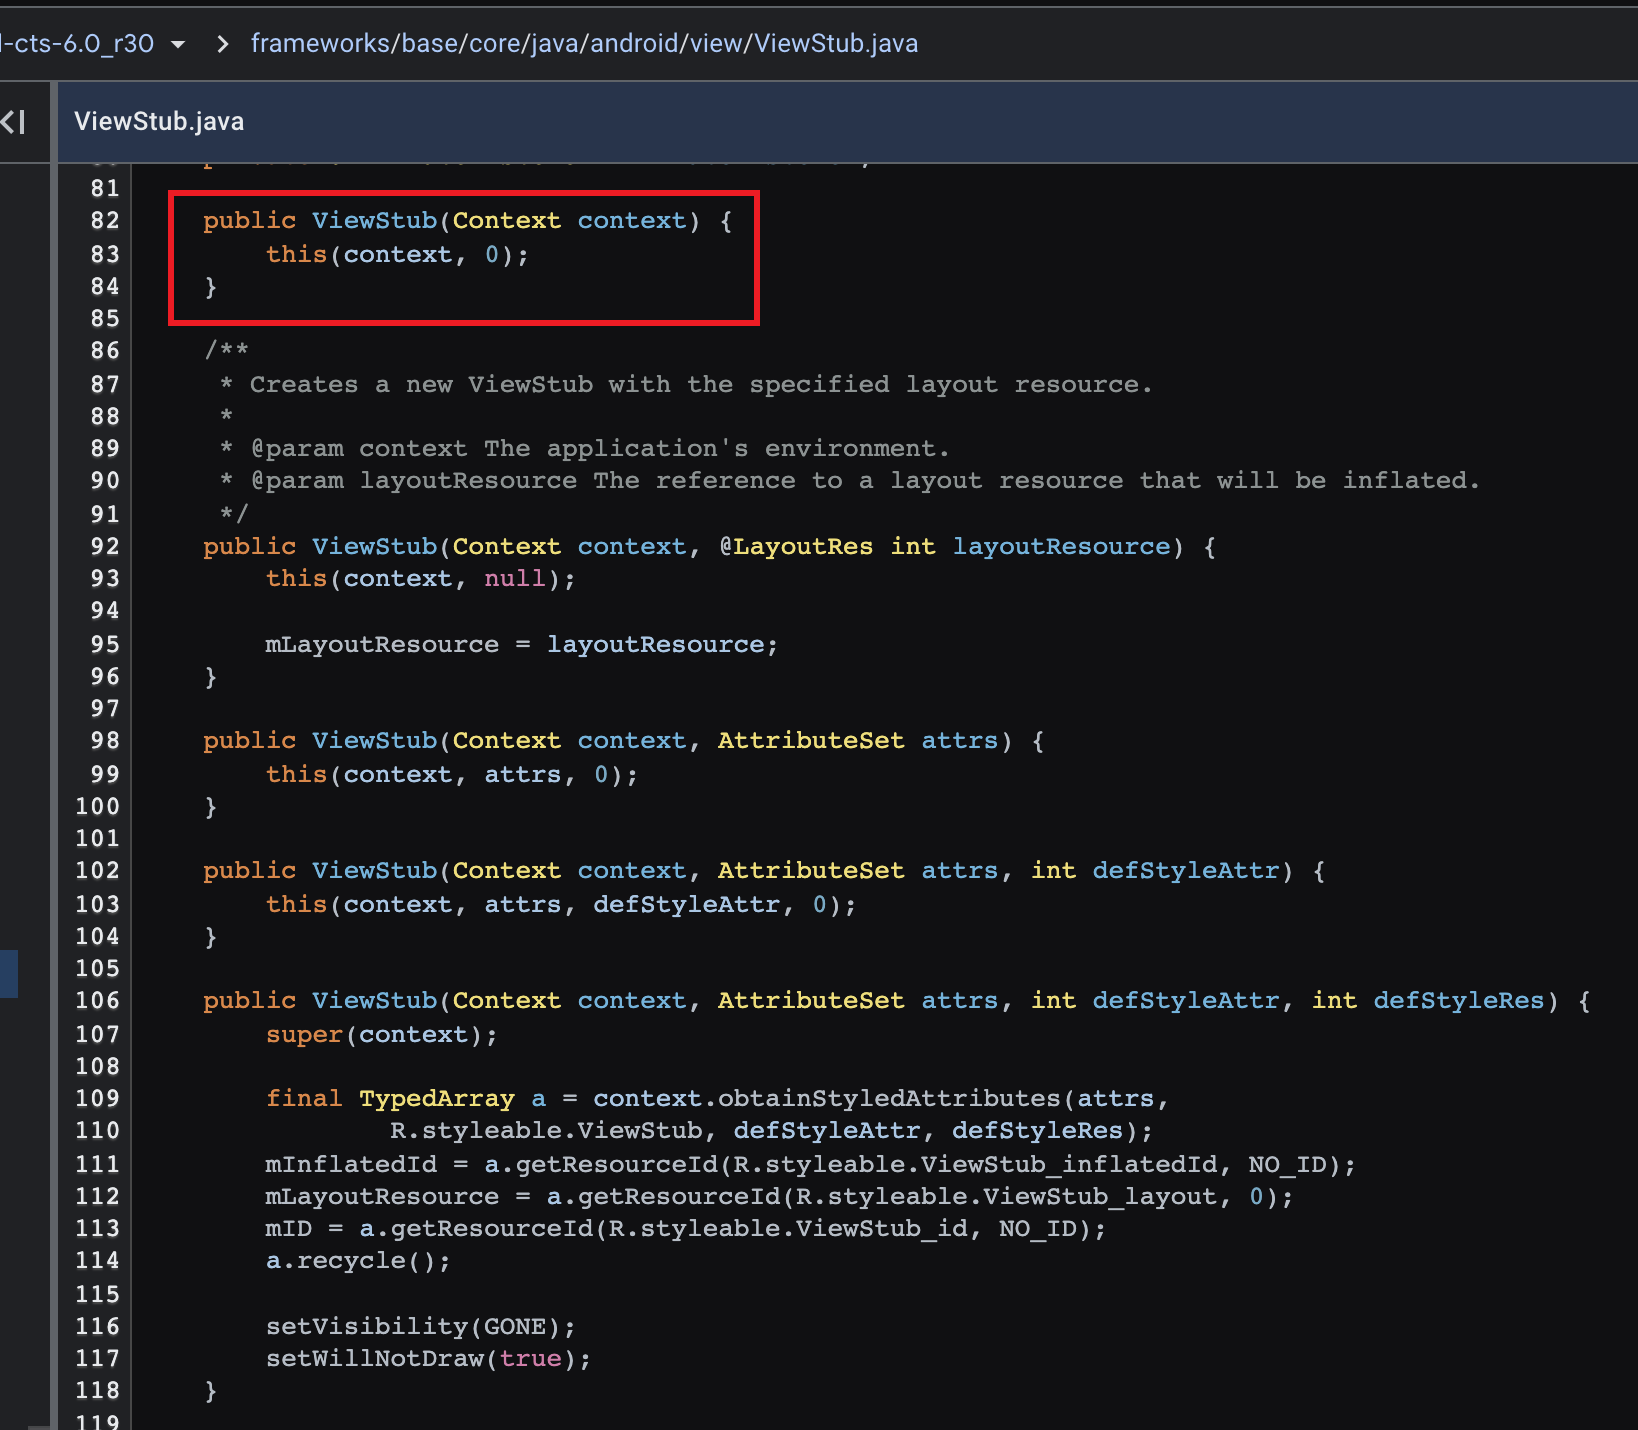 -cts-6.0_r30 > frameworks/base/core/java/android/view/ViewStub.java
ViewStub.java
81
82 public ViewStub(Context context) {
83 this(context, 0);
84 }
85
86 /**
87 * Creates a new ViewStub with the specified layout resource.
88 *
89 * @param context The application's environment.
90 * @param layoutResource The reference to a layout resource that will be inflated.
91 */
92 public ViewStub(Context context, @LayoutRes int layoutResource) {
93 this(context, null);
94
95 mLayoutResource = layoutResource;
96 }
97
98 public ViewStub(Context context, AttributeSet attrs) {
99 this(context, attrs, 0);
100 }
101
102 public ViewStub(Context context, AttributeSet attrs, int defStyleAttr) {
103 this(context, attrs, defStyleAttr, 0);
104 }
105
106 public ViewStub(Context context, AttributeSet attrs, int defStyleAttr, int defStyleRes) {
107 super(context);
108
109 final TypedArray a = context.obtainStyledAttributes(attrs,
110 R.styleable.ViewStub, defStyleAttr, defStyleRes);
111 mInflatedId = a.getResourceId(R.styleable.ViewStub_inflatedId, NO_ID);
112 mLayoutResource = a.getResourceId(R.styleable.ViewStub_layout, 0);
113 mID = a.getResourceId(R.styleable.ViewStub_id, NO_ID);
114 a.recycle();
115
116 setVisibility(GONE);
117 setWillNotDraw(true);
118 }
119